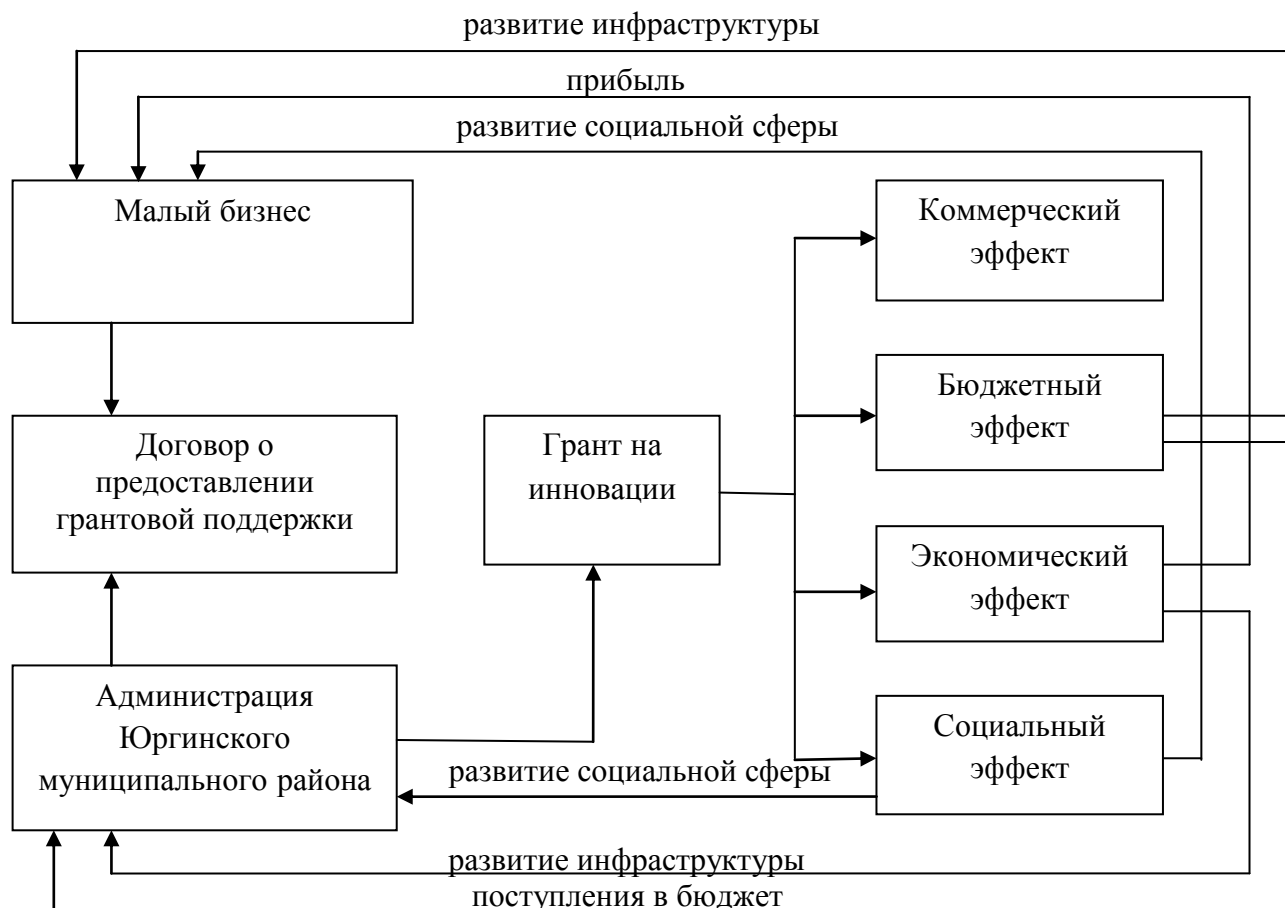 развитие инфраструктуры
прибыль
развитие социальной сферы
Малый бизнес
Коммерческий
эффект
Бюджетный
эффект
Договор о
предоставлении
грантовой поддержки
Грант на
инновации
Экономический
эффект
Администрация
Юргинского
муниципального района
Социальный
эффект
развитие социальной сферы
развитие инфраструктуры
поступления в бюджет